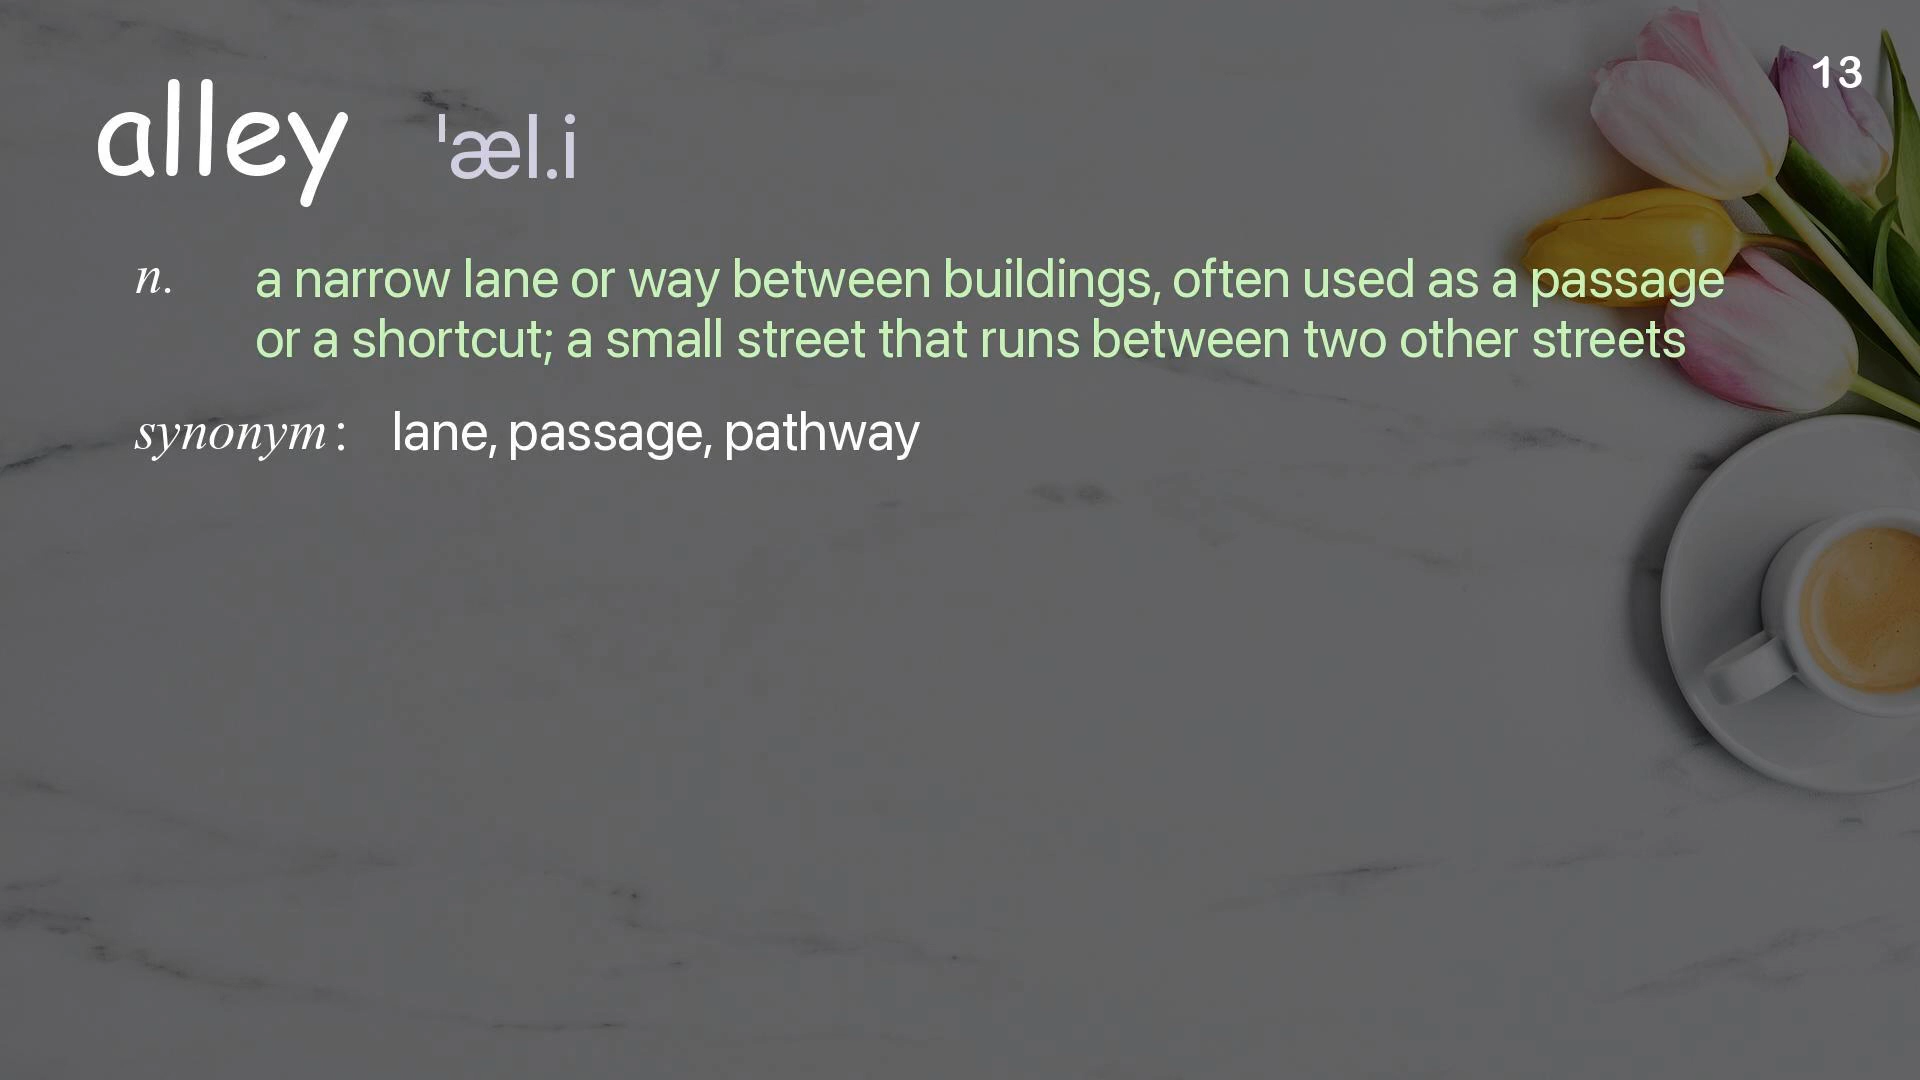 13
alley ˈæl.i
n. a narrow lane or way between buildings, often used as a passage
or a shortcut; a small street that runs between two other streets
synonym : lane, passage, pathway